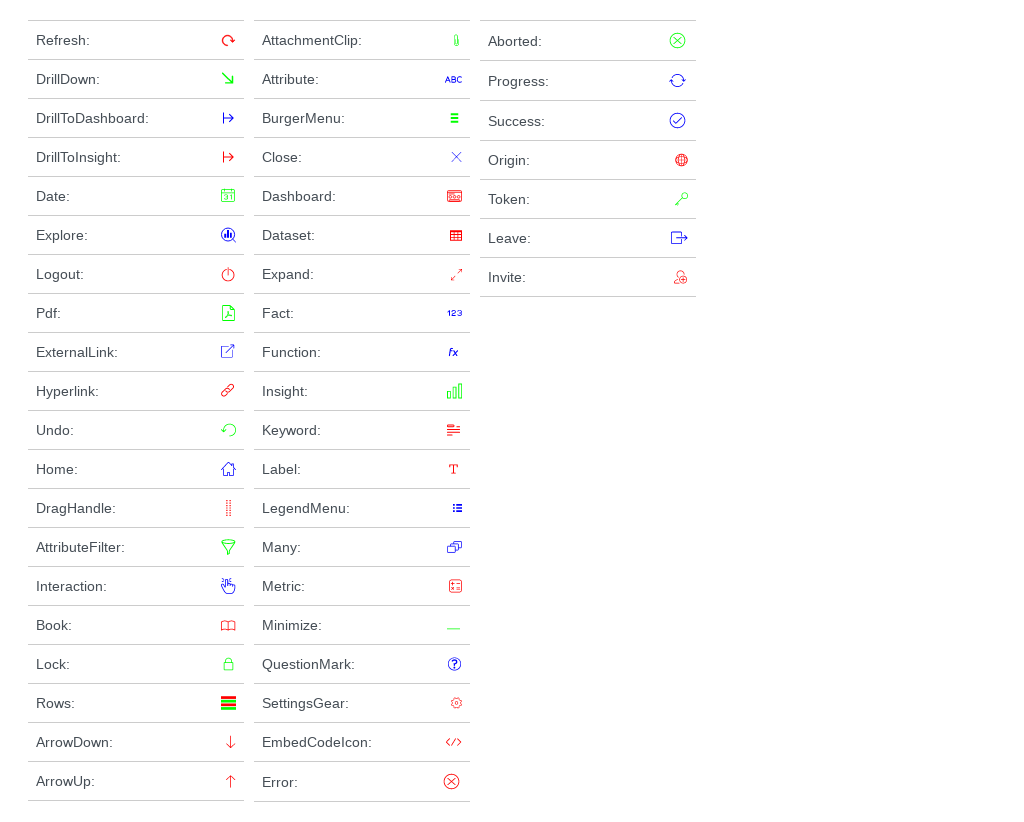 Refresh:
DrillDown:
DrillToDashboard:
DrillToInsight:
Date:
31
Explore:
Logout:
Pdf:
ExternalLink:
Hyperlink:
Undo:
Home:
DragHandle:
AttributeFilter:
Interaction:
Book:
Lock:
Rows:
ArrowDown:
ArrowUp:
AttachmentClip:
Attribute: ABC
BurgerMenu:
Close:
Dashboard:
Dataset:
Expand:
Fact: 123
Function: fx
Insight:
Keyword:
Label: T
LegendMenu:
Many:
Metric:
Minimize:
QuestionMark: ?
SettingsGear:
EmbedCodeIcon: </>
Error:
Aborted:
Progress:
Success:
Origin:
Token:
Leave:
Invite: